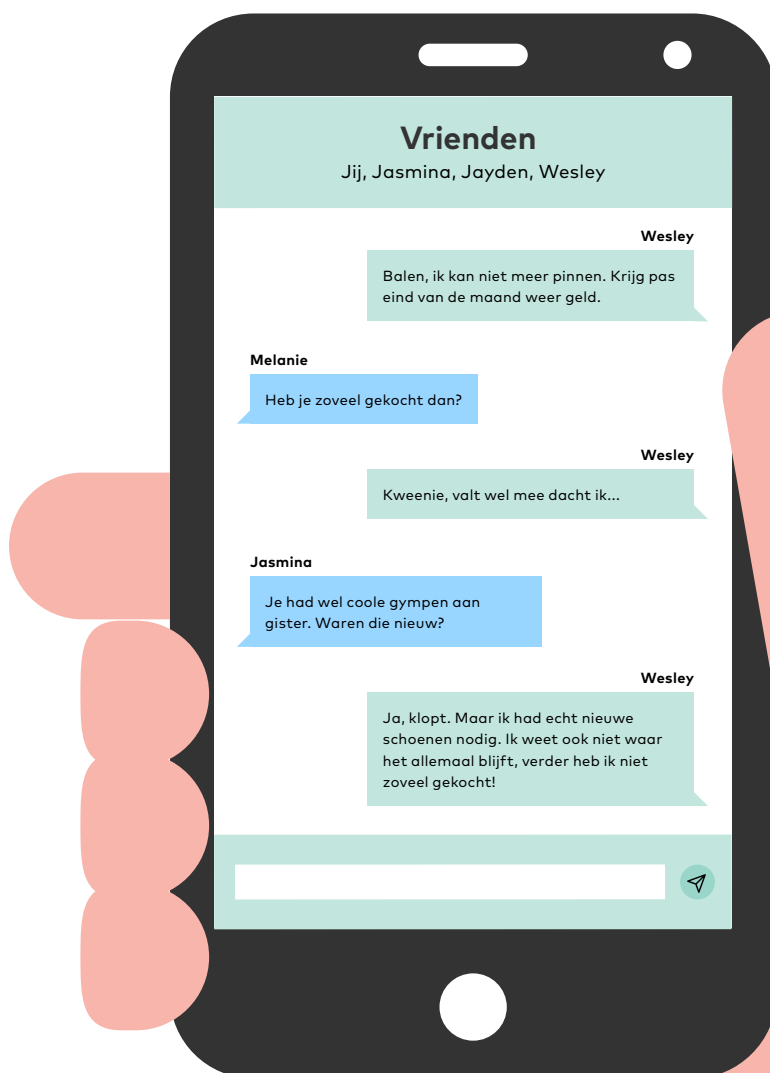 Vrienden
Jij, Jasmina, Jayden, Wesley
Wesley
Balen, ik kan niet meer pinnen. Krijg pas
eind van de maand weer geld.
Melanie
Heb je zoveel gekocht dan?
Wesley
Kweenie, valt wel mee dacht ik...
Jasmina
Je had wel coole gympen aan
gister. Waren die nieuw?
Wesley
Ja, klopt. Maar ik had echt nieuwe
schoenen nodig. Ik weet ook niet waar
het allemaal blijft, verder heb ik niet
zoveel gekocht!